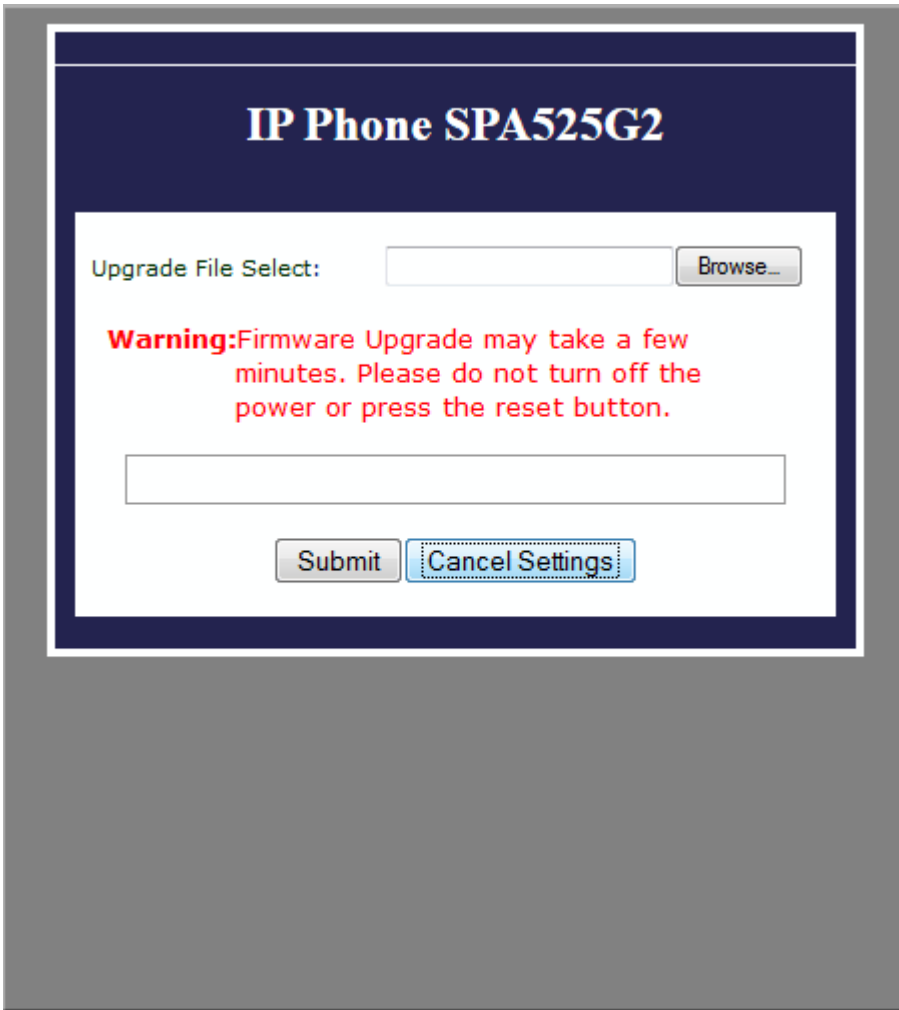 IP Phone SPA525G2
Upgrade File Select: Browse...
Warning:Firmware Upgrade may take a few
minutes. Please do not turn off the
power or press the reset button.
Submit Cancel Settings